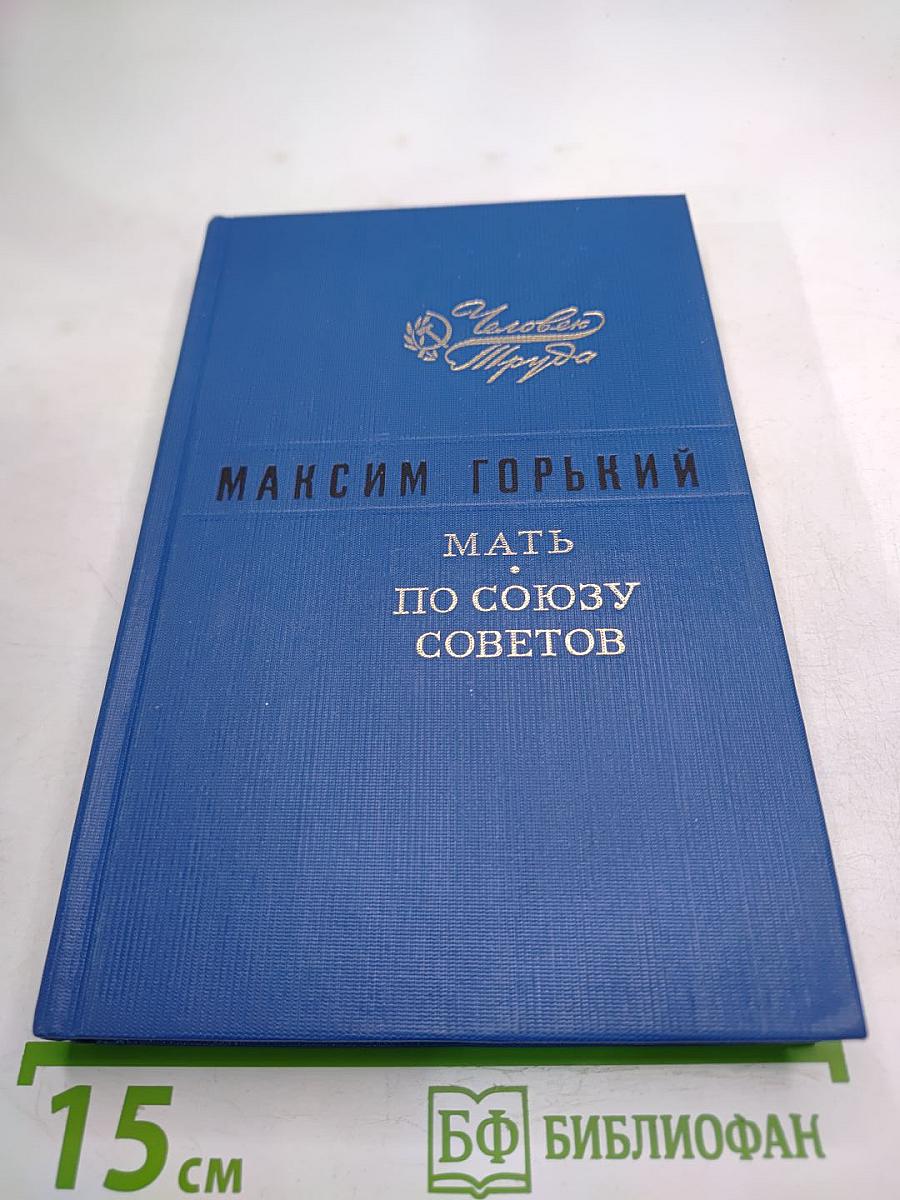 Человек
Труда
МАКСИМ ГОРЬКИЙ
МАТЬ
•
ПО СОЮЗУ
СОВЕТОВ
15 см
БФ БИБЛИОФАН